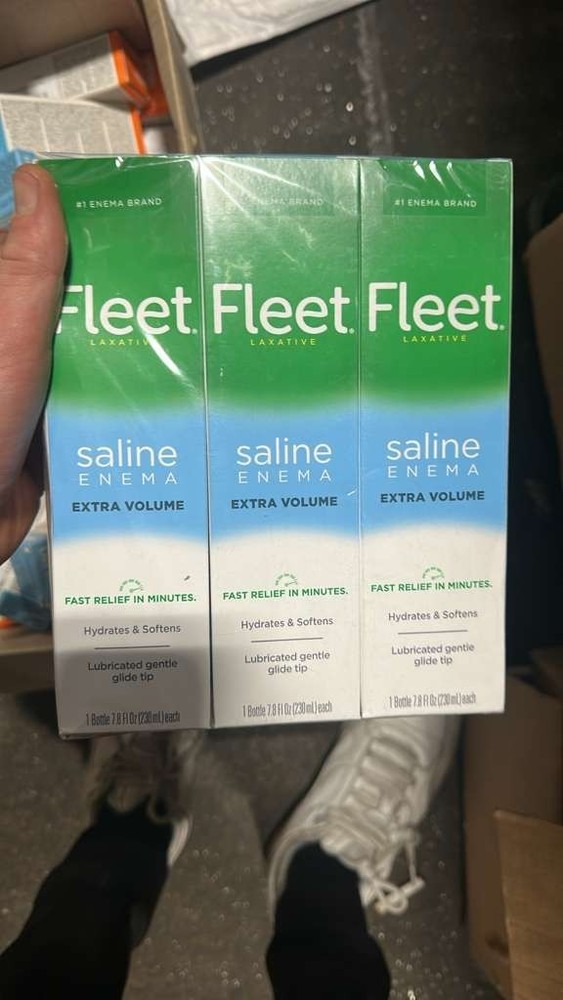 #1 ENEMA BRAND
Fleet®
LAXATIVE
saline
ENEMA
EXTRA VOLUME
FAST RELIEF IN MINUTES.
Hydrates & Softens
Lubricated gentle
glide tip
1 Bottle 7.8 Fl Oz (230 mL) each
ENEMA BRAND
Fleet®
LAXATIVE
saline
ENEMA
EXTRA VOLUME
FAST RELIEF IN MINUTES.
Hydrates & Softens
Lubricated gentle
glide tip
1 Bottle 7.8 Fl Oz (230 mL) each
#1 ENEMA BRAND
Fleet®
LAXATIVE
saline
ENEMA
EXTRA VOLUME
FAST RELIEF IN MINUTES.
Hydrates & Softens
Lubricated gentle
glide tip
1 Bottle 7.8 Fl Oz (230 mL) each